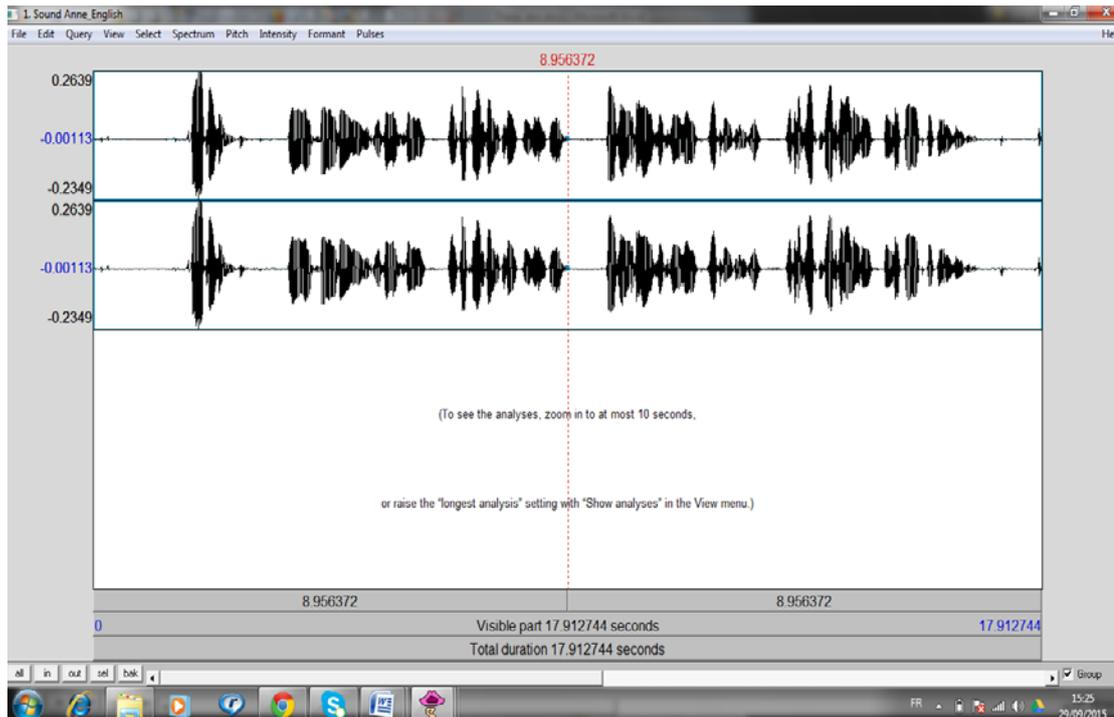 1. Sound Anne_English
File Edit Query View Select Spectrum Pitch Intensity Formant Pulses He
8.956372
0.2639
-0.00113
-0.2349
0.2639
-0.00113
-0.2349
(To see the analyses, zoom in to at most 10 seconds,
or raise the "longest analysis" setting with "Show analyses" in the View menu.)
8.956372 8.956372
0 Visible part 17.912744 seconds 17.912744
Total duration 17.912744 seconds
all in out sel bak Group
FR 15:25
29/09/2015